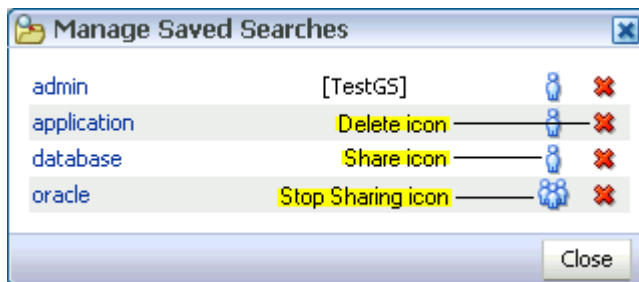 Manage Saved Searches
admin [TestGS]
application Delete icon
database Share icon
oracle Stop Sharing icon
Close